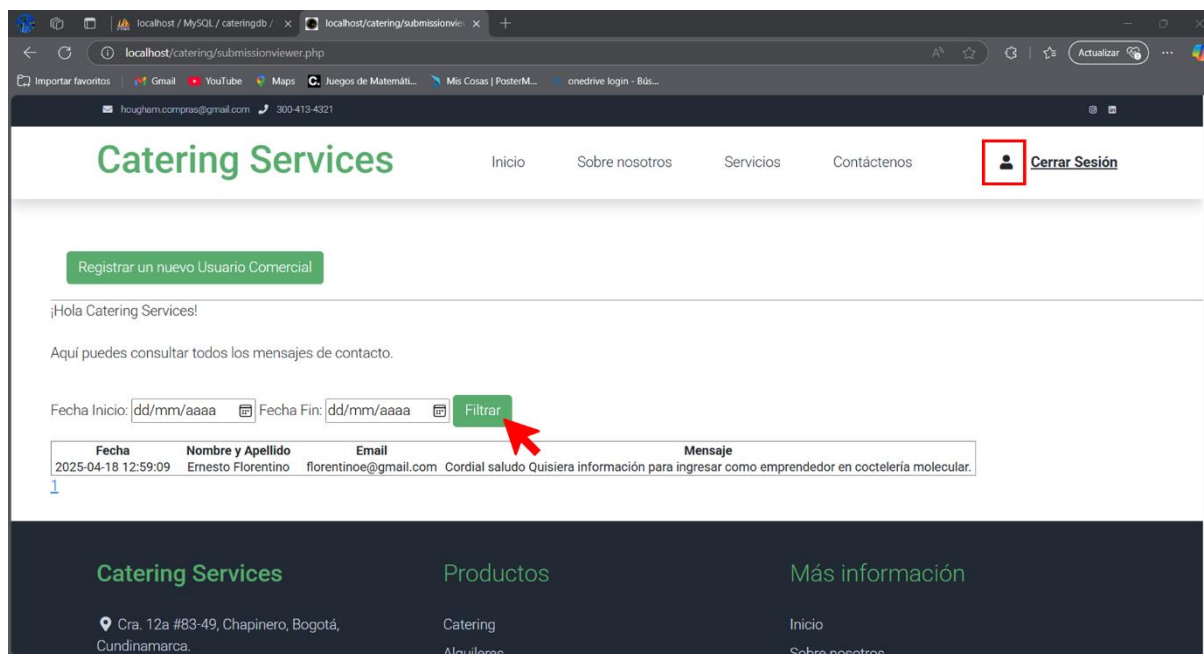 localhost / MySQL / cateringdb /
localhost/catering/submissionvie
localhost/catering/submissionviewer.php
Actualizar
Importar favoritos Gmail YouTube Maps Juegos de Matemáti... Mis Cosas | PosterM... onedrive login - Bús...
hougham.compras@gmail.com 300-413-4321
Catering Services Inicio Sobre nosotros Servicios Contáctenos Cerrar Sesión
Registrar un nuevo Usuario Comercial
¡Hola Catering Services!
Aquí puedes consultar todos los mensajes de contacto.
Fecha Inicio: dd/mm/aaaa Fecha Fin: dd/mm/aaaa Filtrar
Fecha Nombre y Apellido Email Mensaje
2025-04-18 12:59:09 Ernesto Florentino florentinoe@gmail.com Cordial saludo Quisiera información para ingresar como emprendedor en coctelería molecular.
1
Catering Services Productos Más información
Cra. 12a #83-49, Chapinero, Bogotá, Catering Inicio
Cundinamarca. Alquileres Sobre nosotros